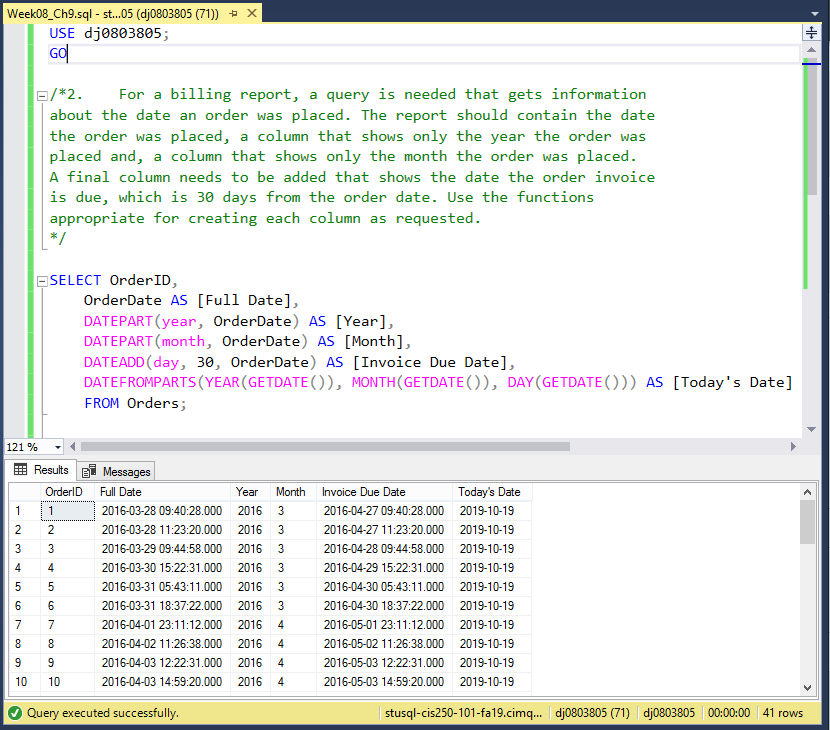 Week08_Ch9.sql - st...05 (dj0803805 (71))
USE dj0803805;
GO
/*2.    For a billing report, a query is needed that gets information
about the date an order was placed. The report should contain the date
the order was placed, a column that shows only the year the order was
placed and, a column that shows only the month the order was placed.
A final column needs to be added that shows the date the order invoice
is due, which is 30 days from the order date. Use the functions
appropriate for creating each column as requested.
*/
SELECT OrderID,
    OrderDate AS [Full Date],
    DATEPART(year, OrderDate) AS [Year],
    DATEPART(month, OrderDate) AS [Month],
    DATEADD(day, 30, OrderDate) AS [Invoice Due Date],
    DATEFROMPARTS(YEAR(GETDATE()), MONTH(GETDATE()), DAY(GETDATE())) AS [Today's Date]
    FROM Orders;
121 %
Results Messages
OrderID Full Date Year Month Invoice Due Date Today's Date
1 1 2016-03-28 09:40:28.000 2016 3 2016-04-27 09:40:28.000 2019-10-19
2 2 2016-03-28 11:23:20.000 2016 3 2016-04-27 11:23:20.000 2019-10-19
3 3 2016-03-29 09:44:58.000 2016 3 2016-04-28 09:44:58.000 2019-10-19
4 4 2016-03-30 15:22:31.000 2016 3 2016-04-29 15:22:31.000 2019-10-19
5 5 2016-03-31 05:43:11.000 2016 3 2016-04-30 05:43:11.000 2019-10-19
6 6 2016-03-31 18:37:22.000 2016 3 2016-04-30 18:37:22.000 2019-10-19
7 7 2016-04-01 23:11:12.000 2016 4 2016-05-01 23:11:12.000 2019-10-19
8 8 2016-04-02 11:26:38.000 2016 4 2016-05-02 11:26:38.000 2019-10-19
9 9 2016-04-03 12:22:31.000 2016 4 2016-05-03 12:22:31.000 2019-10-19
10 10 2016-04-03 14:59:20.000 2016 4 2016-05-03 14:59:20.000 2019-10-19
Query executed successfully. stusql-cis250-101-fa19.cimq... dj0803805 (71) dj0803805 00:00:00 41 rows